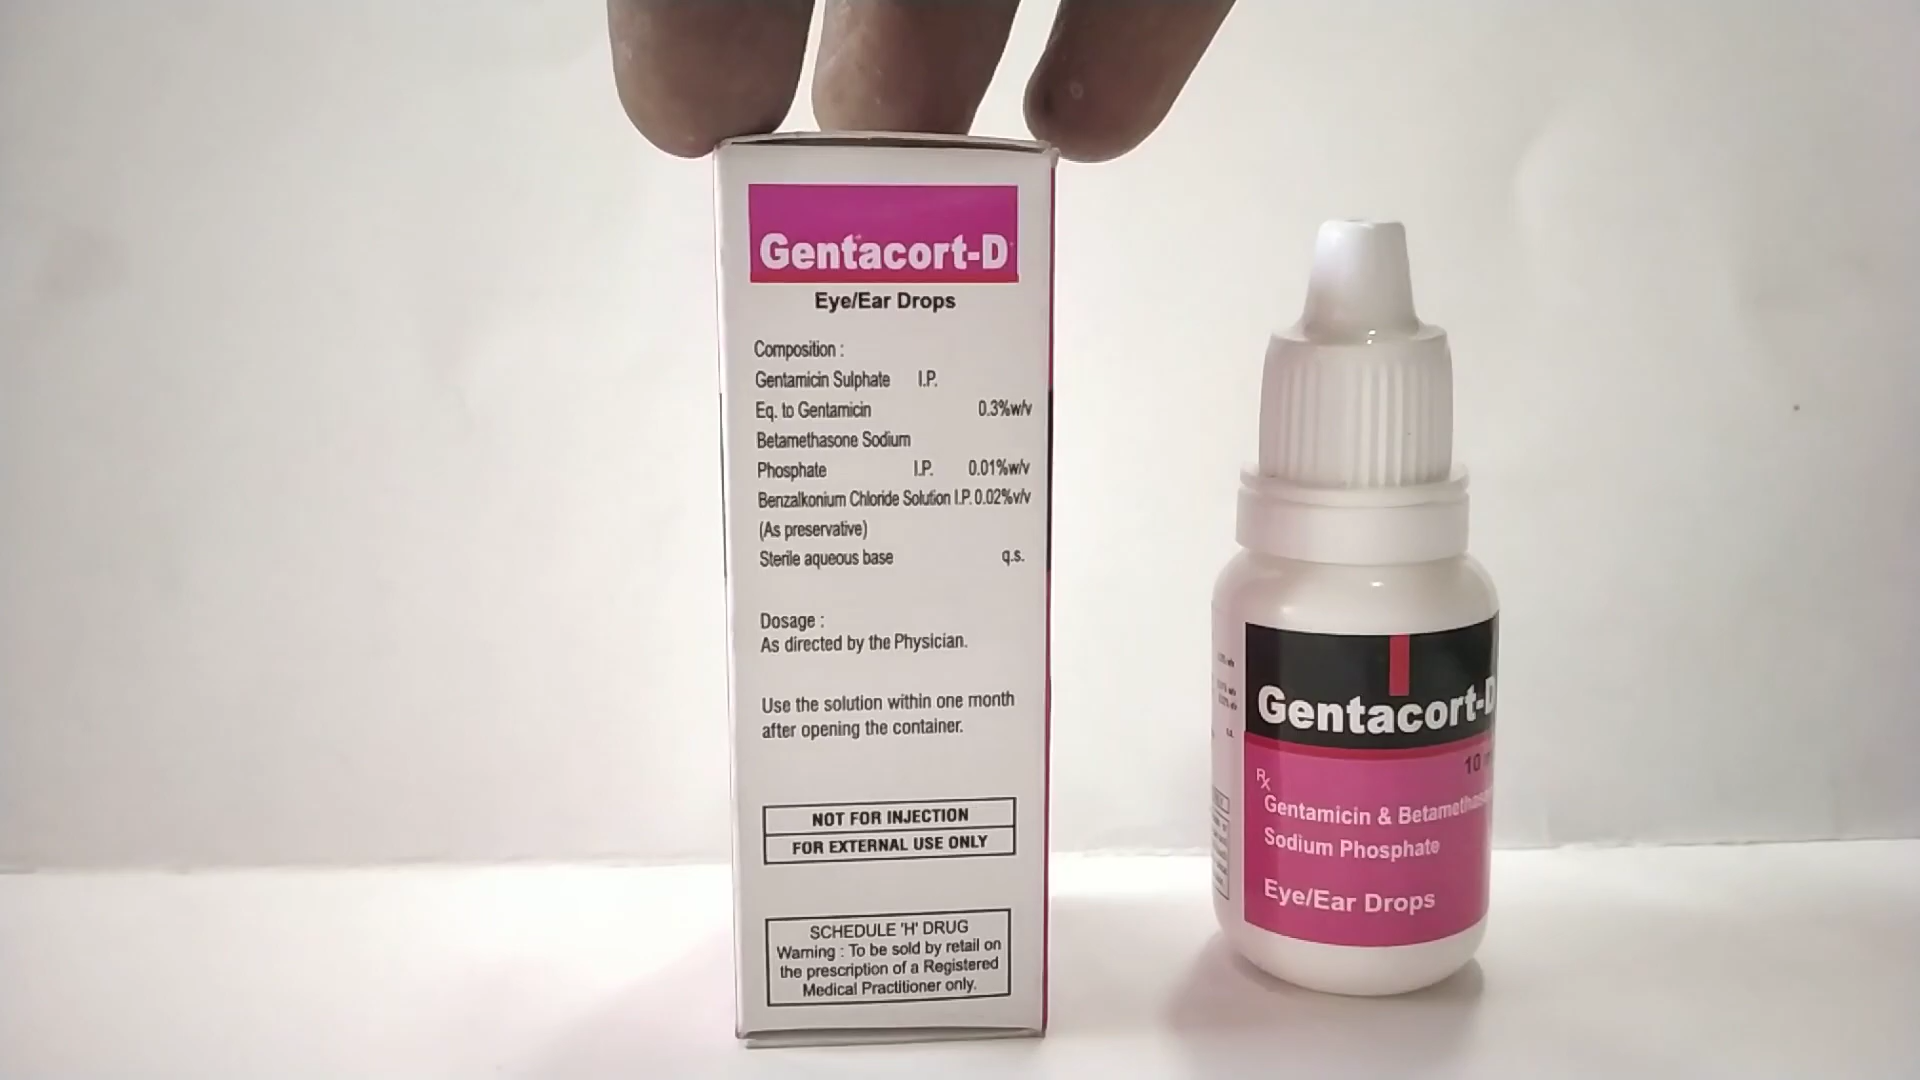 Gentacort-D
Eye/Ear Drops
Composition :
Gentamicin Sulphate I.P.
Eq. to Gentamicin 0.3%w/v
Betamethasone Sodium
Phosphate I.P. 0.01%w/v
Benzalkonium Chloride Solution I.P. 0.02%v/v
(As preservative)
Sterile aqueous base q.s.
Dosage :
As directed by the Physician.
Use the solution within one month
after opening the container.
NOT FOR INJECTION
FOR EXTERNAL USE ONLY
SCHEDULE 'H' DRUG
Warning : To be sold by retail on
the prescription of a Registered
Medical Practitioner only.
Gentacort-D
10
Rx
Gentamicin &
Sodium Phosphate
Eye/Ear Drops